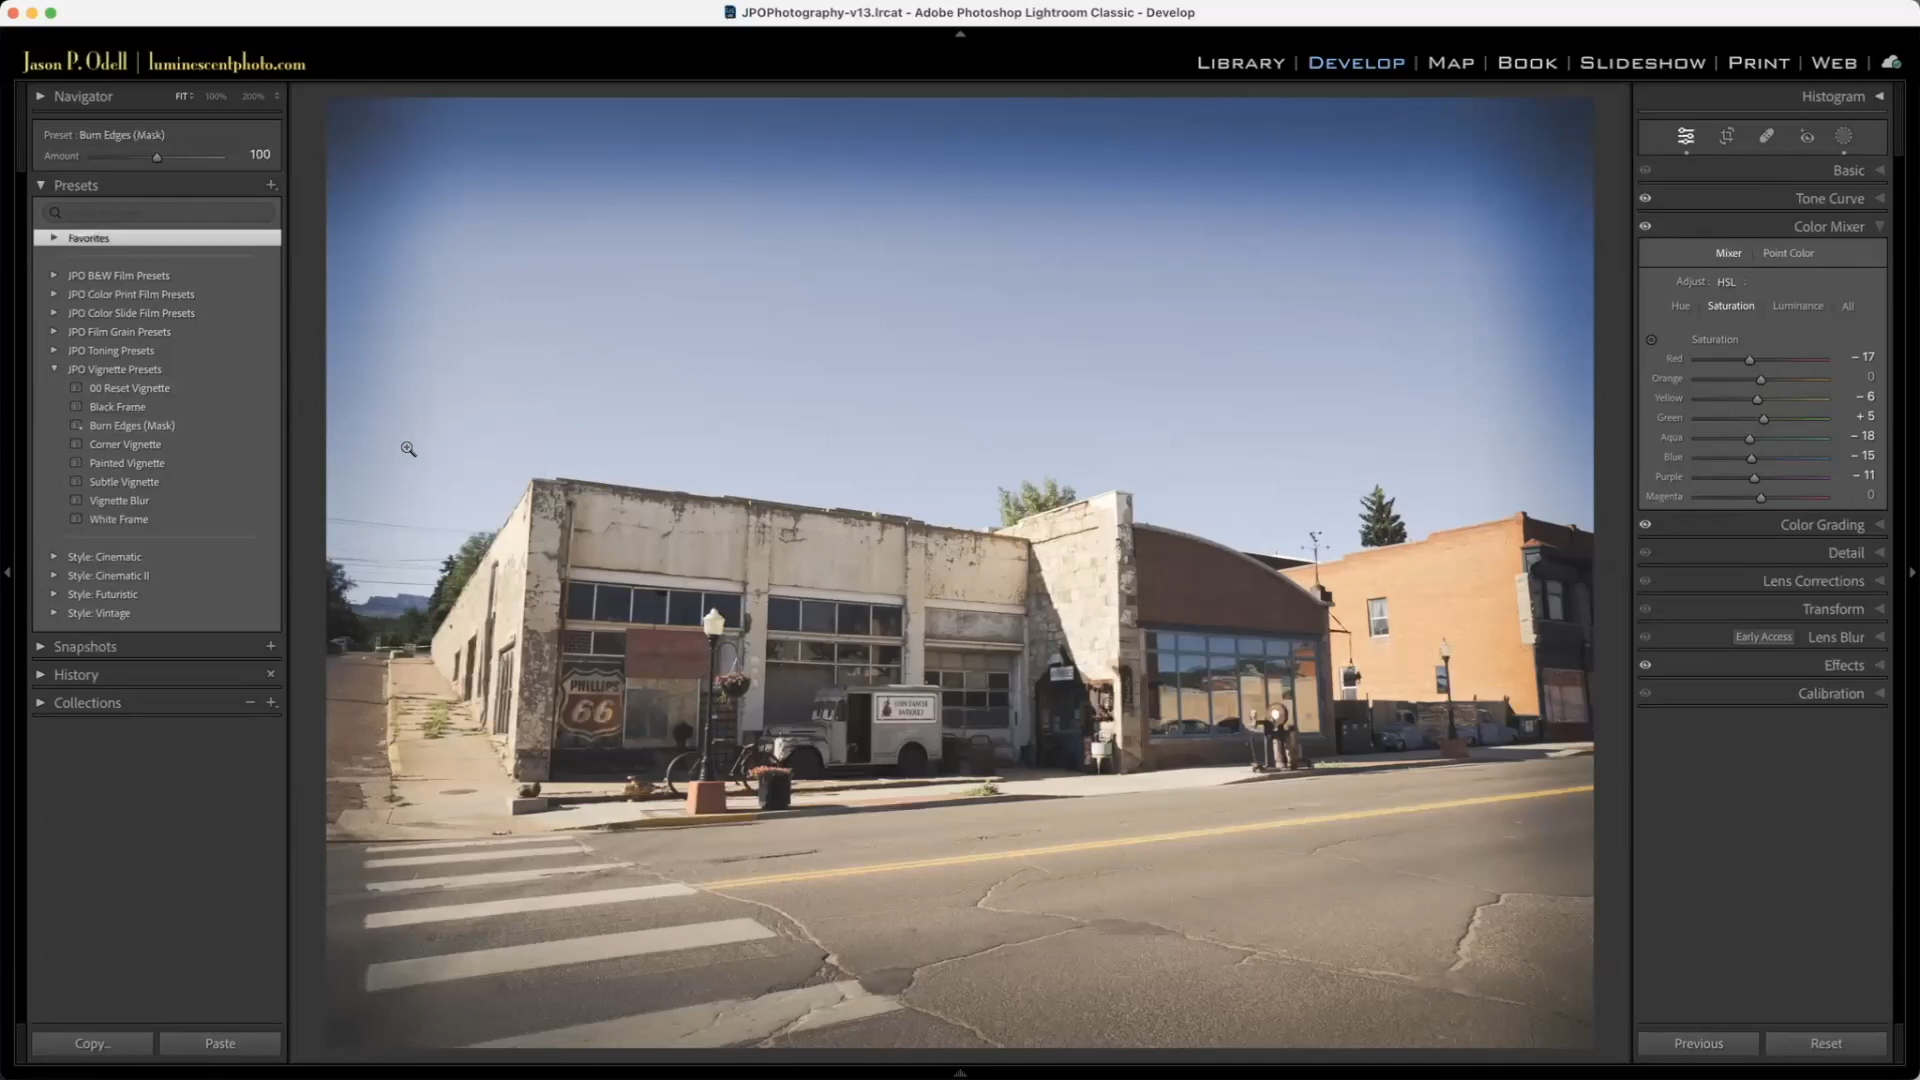 JPOPhotography-v13.lrcat - Adobe Photoshop Lightroom Classic - Develop
Jason P. Odell | luminescentphoto.com
LIBRARY | DEVELOP | MAP | BOOK | SLIDESHOW | PRINT | WEB |
Navigator FIT 100% 200%
Preset : Burn Edges (Mask)
Amount 100
Presets
Favorites
JPO B&W Film Presets
JPO Color Print Film Presets
JPO Color Slide Film Presets
JPO Film Grain Presets
JPO Toning Presets
JPO Vignette Presets
00 Reset Vignette
Black Frame
Burn Edges (Mask)
Corner Vignette
Painted Vignette
Subtle Vignette
Vignette Blur
White Frame
Style: Cinematic
Style: Cinematic II
Style: Futuristic
Style: Vintage
Snapshots
History
Collections
Copy...
Paste
PHILLIPS
66
Histogram
Basic
Tone Curve
Color Mixer
Mixer Point Color
Adjust : HSL
Hue Saturation Luminance All
Saturation
Red - 17
Orange 0
Yellow - 6
Green + 5
Aqua - 18
Blue - 15
Purple - 11
Magenta 0
Color Grading
Detail
Lens Corrections
Transform
Early Access Lens Blur
Effects
Calibration
Previous
Reset